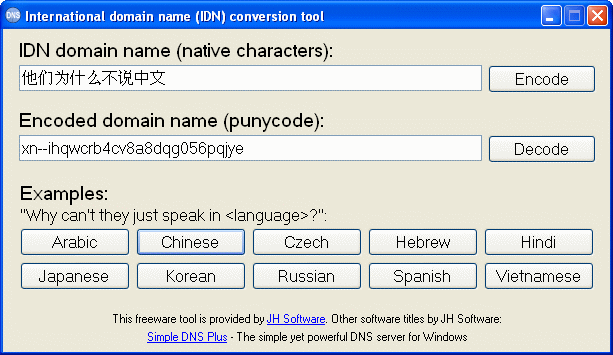 DNS International domain name (IDN) conversion tool
IDN domain name (native characters):
他们为什么不说中文 Encode
Encoded domain name (punycode):
xn--ihqwcrb4cv8a8dqg056pqjye Decode
Examples:
"Why can't they just speak in <language>?":
Arabic Chinese Czech Hebrew Hindi
Japanese Korean Russian Spanish Vietnamese
This freeware tool is provided by JH Software. Other software titles by JH Software:
Simple DNS Plus - The simple yet powerful DNS server for Windows